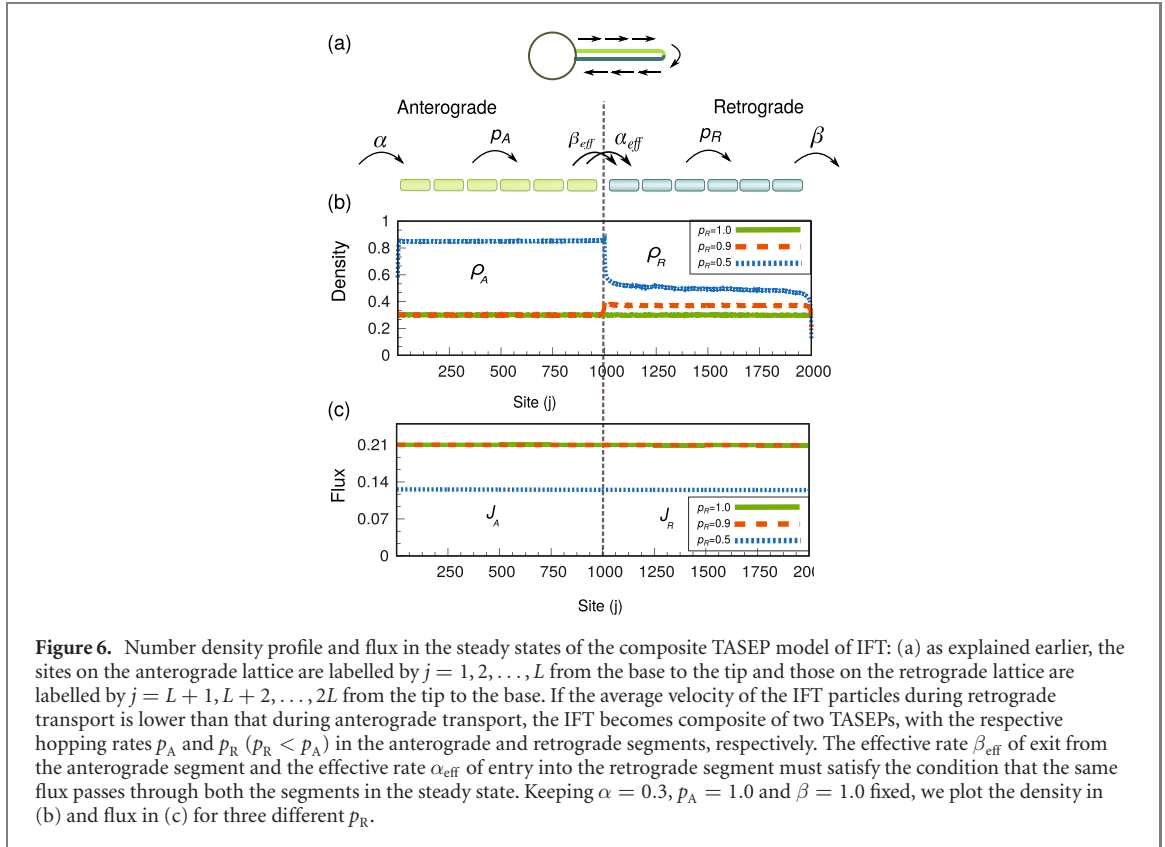 (a)
Anterograde Retrograde
α p_A β_eff α_eff p_R β
(b)
1
0.8
0.6
0.4
0.2
0
Density
ρ_A ρ_R
p_R=1.0
p_R=0.9
p_R=0.5
250 500 750 1000 1250 1500 1750 2000
Site (j)
(c)
0.21
0.14
0.07
0
Flux
J_A J_R
p_R=1.0
p_R=0.9
p_R=0.5
250 500 750 1000 1250 1500 1750 200
Site (j)
Figure 6. Number density profile and flux in the steady states of the composite TASEP model of IFT: (a) as explained earlier, the
sites on the anterograde lattice are labelled by j = 1, 2, . . . , L from the base to the tip and those on the retrograde lattice are
labelled by j = L + 1, L + 2, . . . , 2L from the tip to the base. If the average velocity of the IFT particles during retrograde
transport is lower than that during anterograde transport, the IFT becomes composite of two TASEPs, with the respective
hopping rates p_A and p_R (p_R < p_A) in the anterograde and retrograde segments, respectively. The effective rate β_eff of exit from
the anterograde segment and the effective rate α_eff of entry into the retrograde segment must satisfy the condition that the same
flux passes through both the segments in the steady state. Keeping α = 0.3, p_A = 1.0 and β = 1.0 fixed, we plot the density in
(b) and flux in (c) for three different p_R.